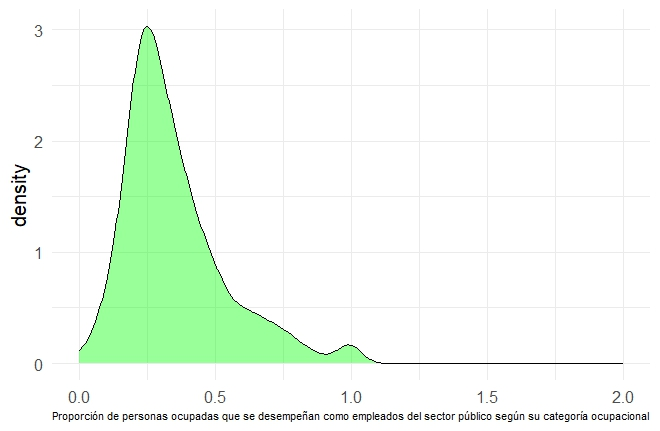 density
3
2
1
0
0.0 0.5 1.0 1.5 2.0
Proporción de personas ocupadas que se desempeñan como empleados del sector público según su categoría ocupacional